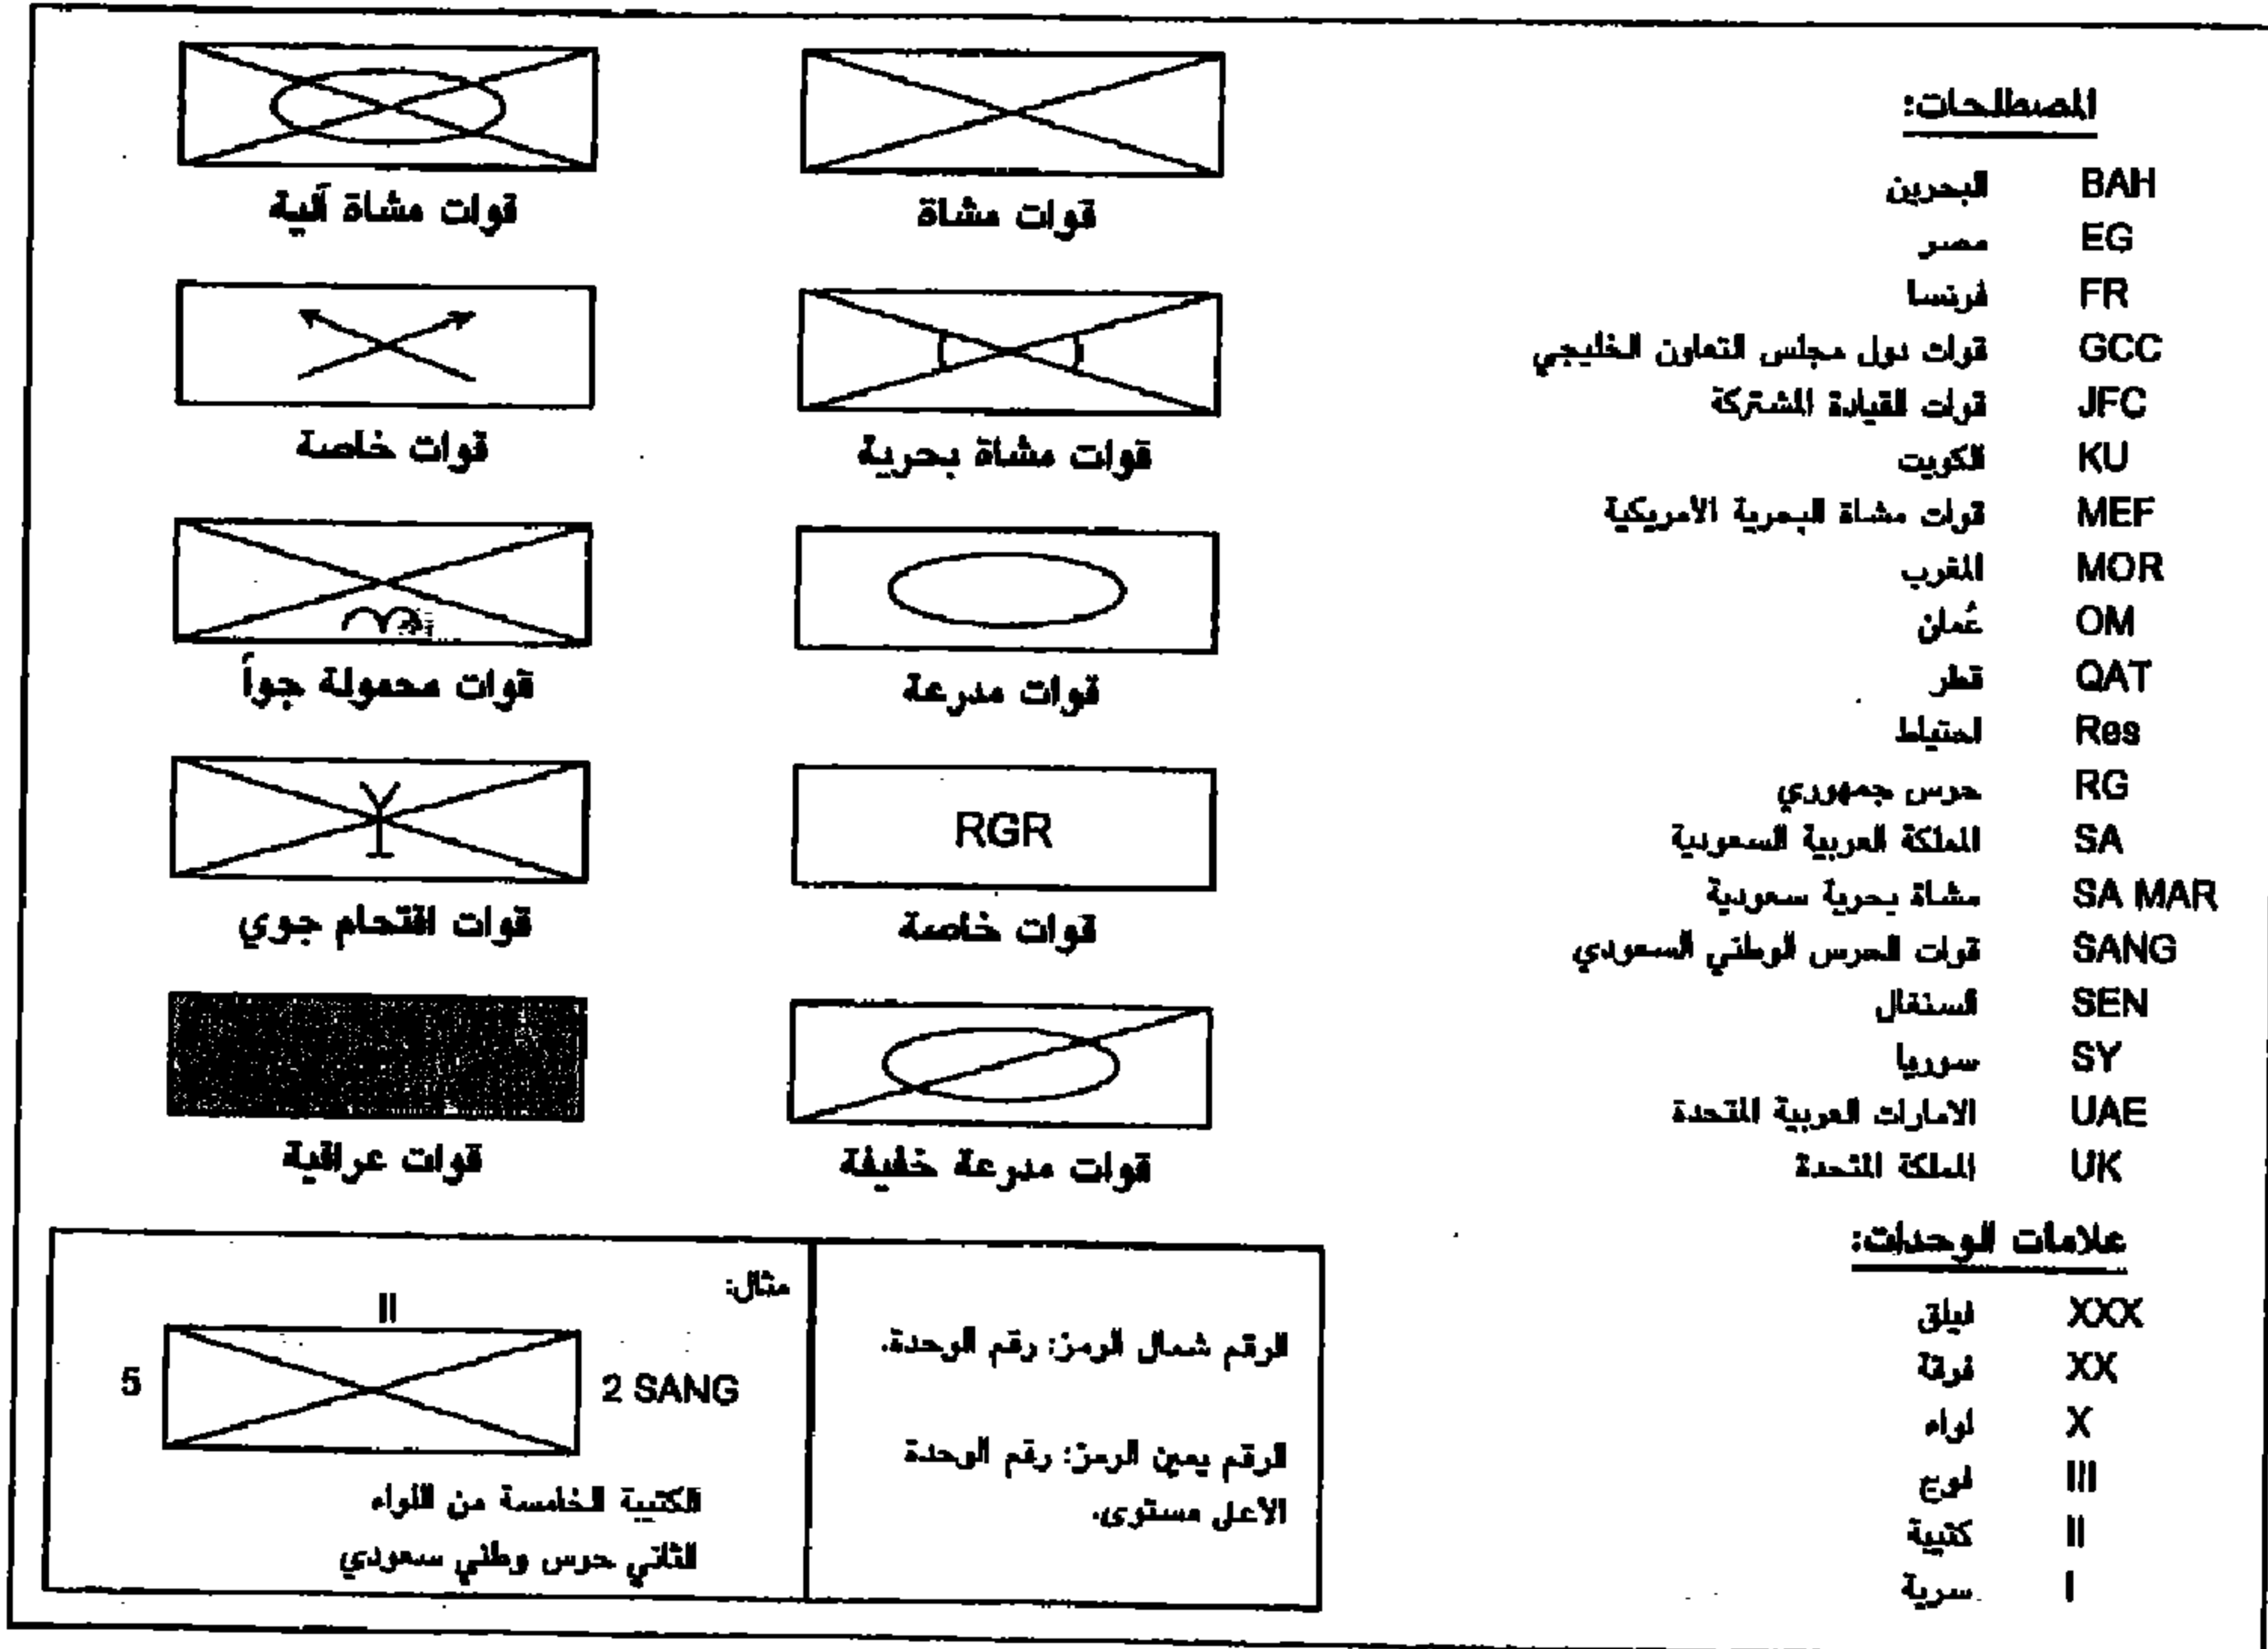 المصطلحات:
BAH البحرين
EG مصر
FR فرنسا
GCC قوات دول مجلس التعاون الخليجي
JFC قوات القيادة المشتركة
KU الكويت
MEF قوات مشاة البحرية الأمريكية
MOR المغرب
OM عُمان
QAT قطر
Res احتياط
RG حرس جمهوري
SA المملكة العربية السعودية
SA MAR مشاة بحرية سعودية
SANG قوات الحرس الوطني السعودي
SEN السنغال
SY سوريا
UAE الامارات العربية المتحدة
UK المملكة المتحدة
علامات الوحدات:
XXX فيلق
XX فرقة
X لواء
III فوج
II كتيبة
I سرية
قوات مشاة
قوات مشاة آلية
قوات مشاة بحرية
قوات خاصة
قوات مدرعة
قوات محمولة جواً
RGR
قوات خاصة
قوات اقتحام جوي
قوات مدرعة خفيفة
قوات عراقية
الرقم شمال الرمز: رقم الوحدة.
الرقم يمين الرمز: رقم الوحدة
الأعلى مستوى.
مثال:
II
5
2 SANG
الكتيبة الخامسة من اللواء
الثاني حرس وطني سعودي